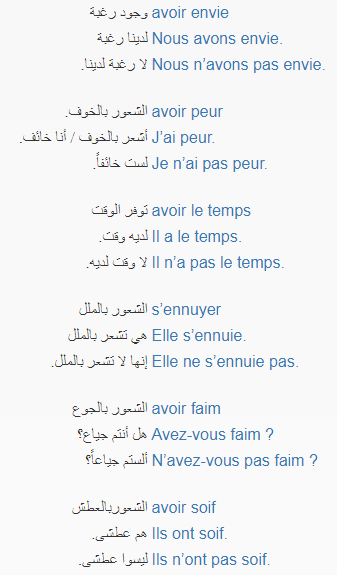 وجود رغبة avoir envie
لدينا رغبة Nous avons envie.
لا رغبة لدينا. Nous n’avons pas envie.
الشعور بالخوف. avoir peur
أشعر بالخوف / أنا خائف. J’ai peur.
لست خائفاً. Je n’ai pas peur.
توفر الوقت avoir le temps
لديه وقت. Il a le temps.
لا وقت لديه. Il n’a pas le temps.
الشعور بالملل s’ennuyer
هي تشعر بالملل Elle s’ennuie.
إنها لا تشعر بالملل. Elle ne s’ennuie pas.
الشعور بالجوع avoir faim
هل أنتم جياع؟ Avez-vous faim ?
ألستم جياعاً؟ N’avez-vous pas faim ?
الشعوربالعطش avoir soif
هم عطشى. Ils ont soif.
ليسوا عطشى. Ils n’ont pas soif.